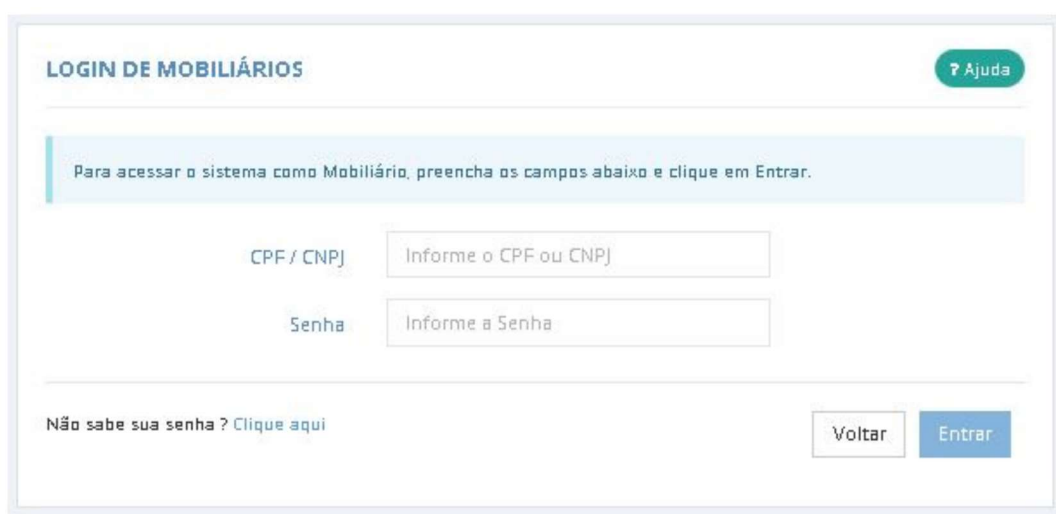 LOGIN DE MOBILIÁRIOS
? Ajuda
Para acessar o sistema como Mobiliário, preencha os campos abaixo e clique em Entrar.
CPF / CNPJ
Informe o CPF ou CNPJ
Senha
Informe a Senha
Não sabe sua senha ? Clique aqui
Voltar
Entrar